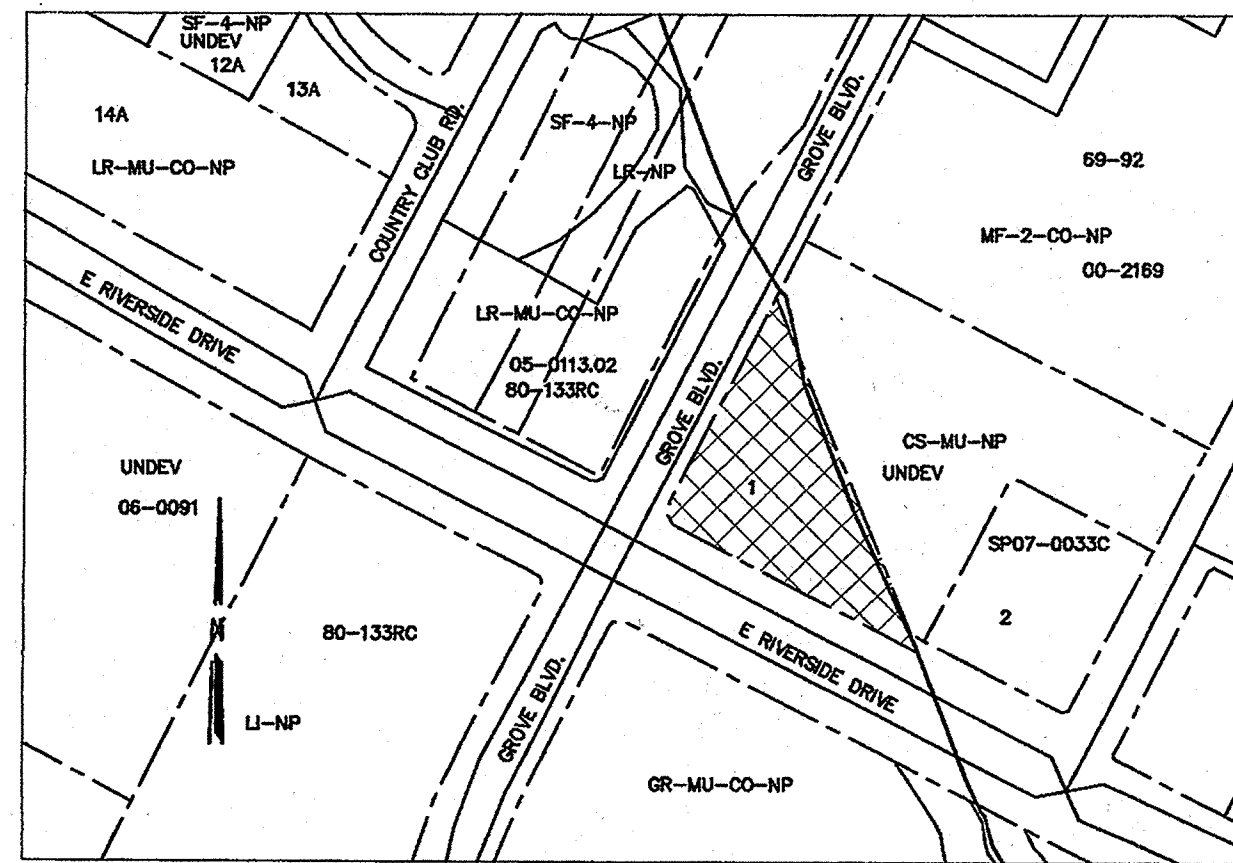 SF-4-NP
UNDEV
12A
13A
14A
LR-MU-CO-NP
COUNTRY CLUB RD.
SF-4-NP
LR-NP
GROVE BLVD.
69-92
MF-2-CO-NP
00-2169
E RIVERSIDE DRIVE
LR-MU-CO-NP
05-0113.02
80-133RC
GROVE BLVD.
1
CS-MU-NP
UNDEV
UNDEV
06-0091
SP07-0033C
2
N
80-133RC
E RIVERSIDE DRIVE
LI-NP
GROVE BLVD.
GR-MU-CO-NP